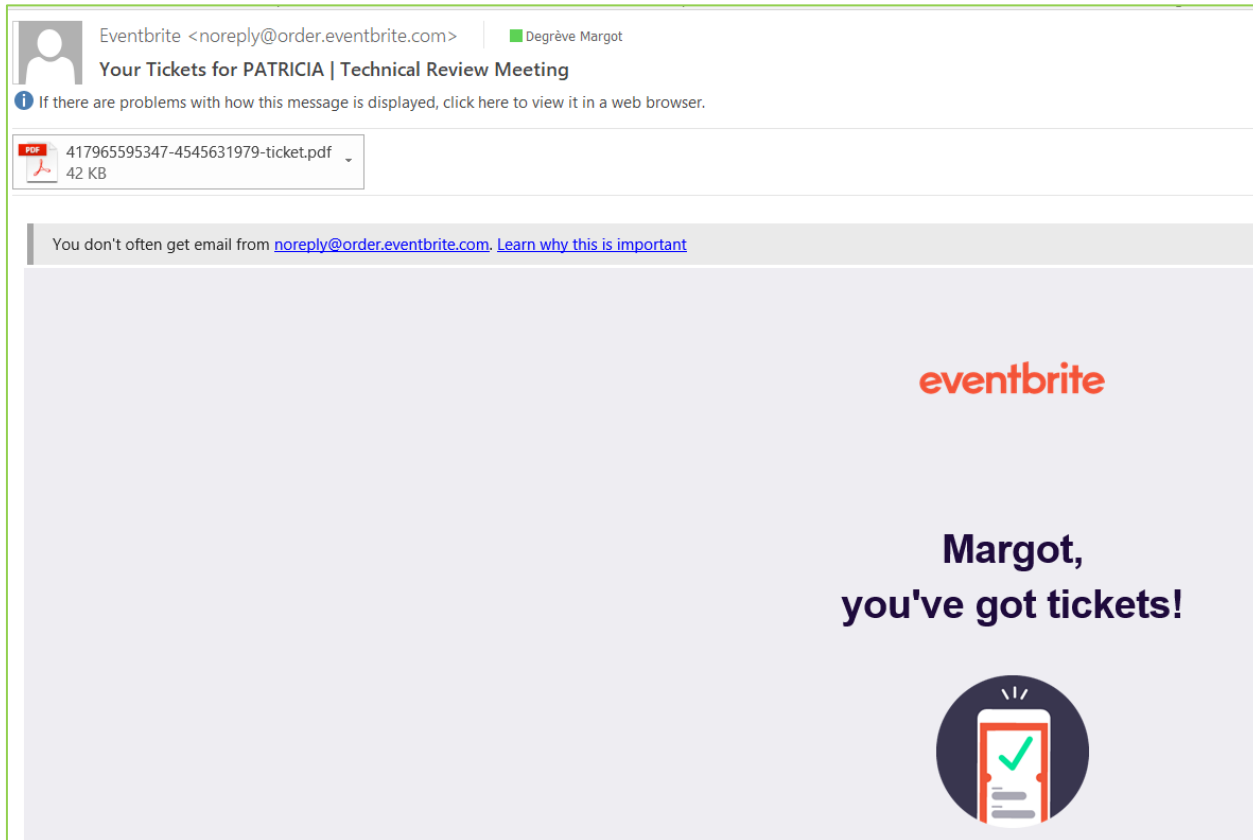 Eventbrite <noreply@order.eventbrite.com> Degrève Margot
Your Tickets for PATRICIA | Technical Review Meeting
If there are problems with how this message is displayed, click here to view it in a web browser.
PDF
417965595347-4545631979-ticket.pdf
42 KB
You don't often get email from noreply@order.eventbrite.com. Learn why this is important
eventbrite
Margot,
you've got tickets!